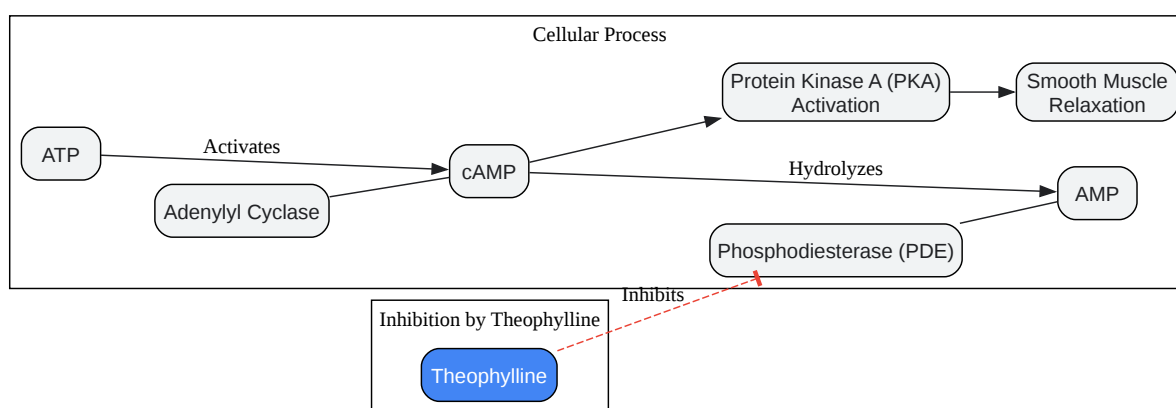 Cellular Process
Protein Kinase A (PKA)
Activation
Smooth Muscle
Relaxation
ATP
Activates
cAMP
Hydrolyzes
AMP
Adenylyl Cyclase
Phosphodiesterase (PDE)
Inhibits
Inhibition by Theophylline
Theophylline